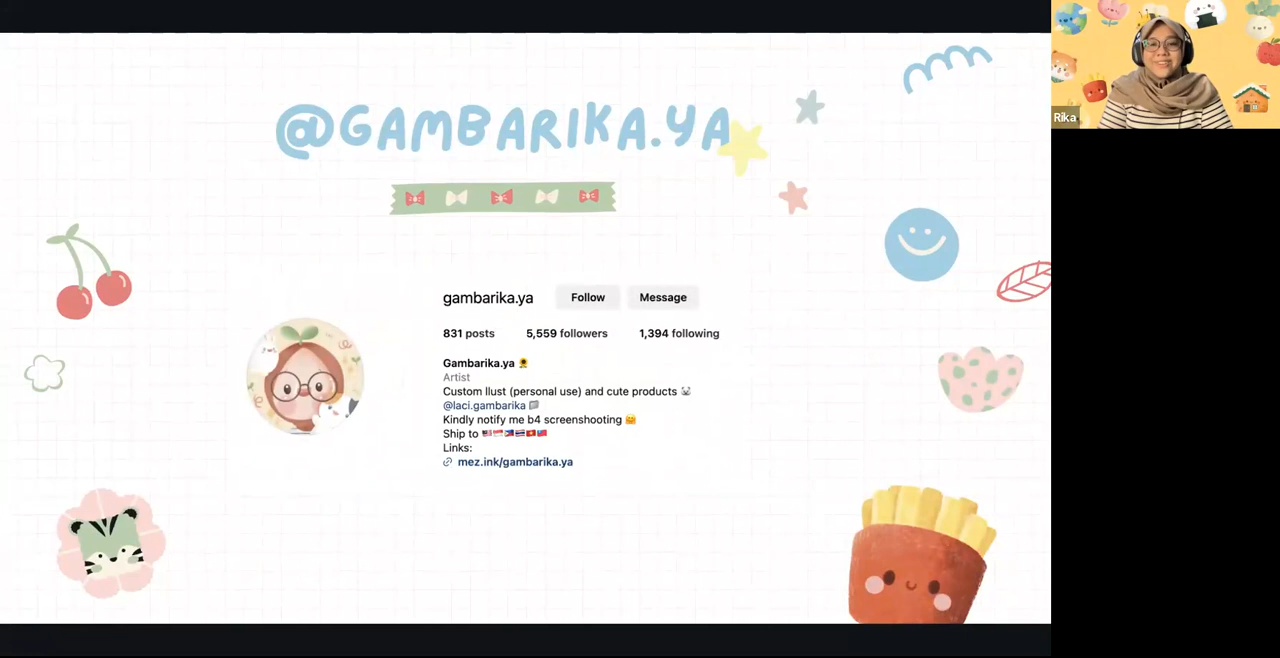 @GAMBARIKA.YA
gambarika.ya Follow Message
831 posts 5,559 followers 1,394 following
Gambarika.ya
Artist
Custom llust (personal use) and cute products
@laci.gambarika
Kindly notify me b4 screenshooting
Ship to
Links:
mez.ink/gambarika.ya
Rika